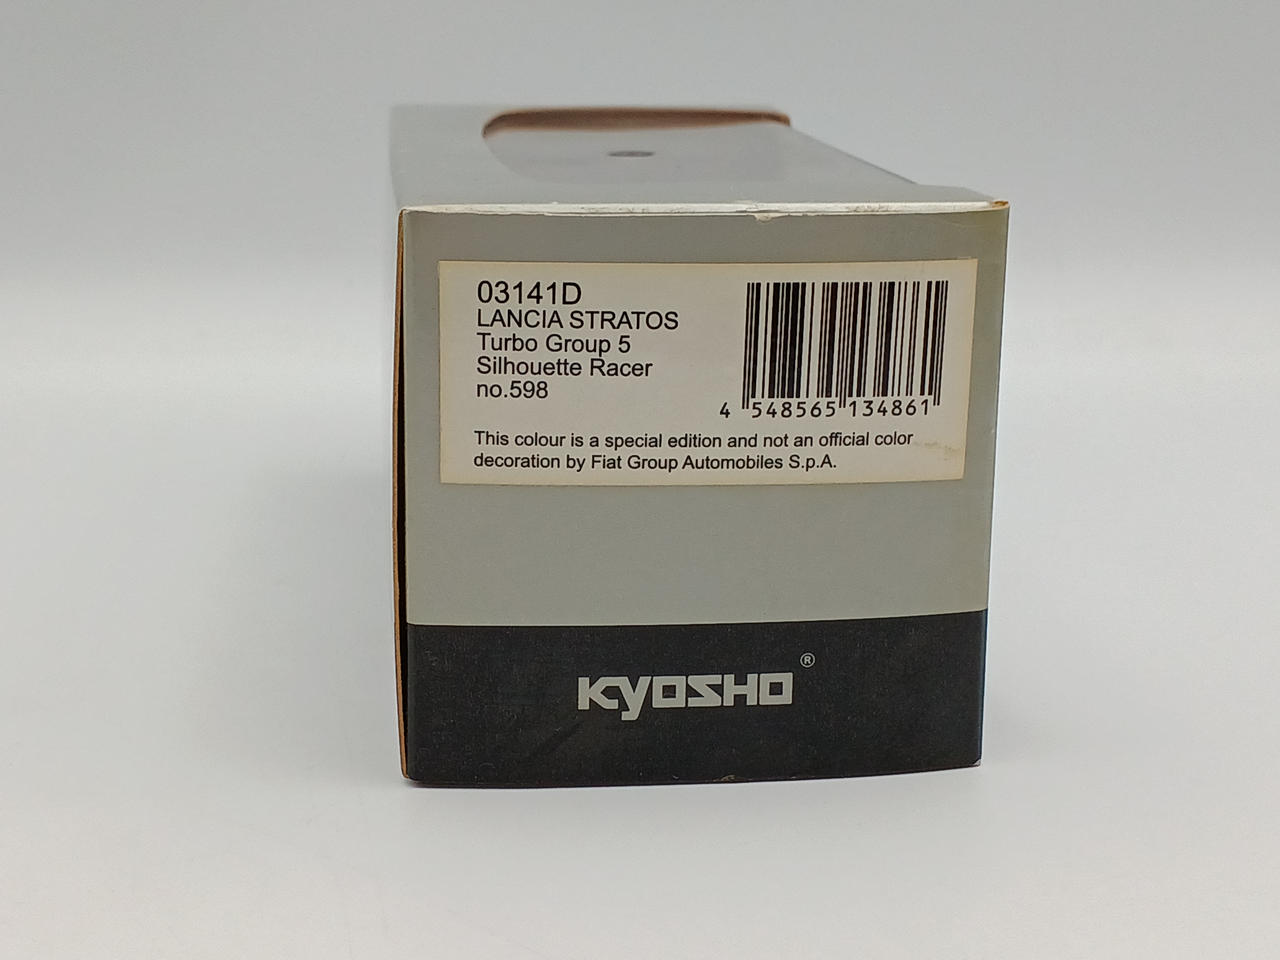 03141D
LANCIA STRATOS
Turbo Group 5
Silhouette Racer
no.598
4 548565 134861
This colour is a special edition and not an official color
decoration by Fiat Group Automobiles S.p.A.
KYOSHO®